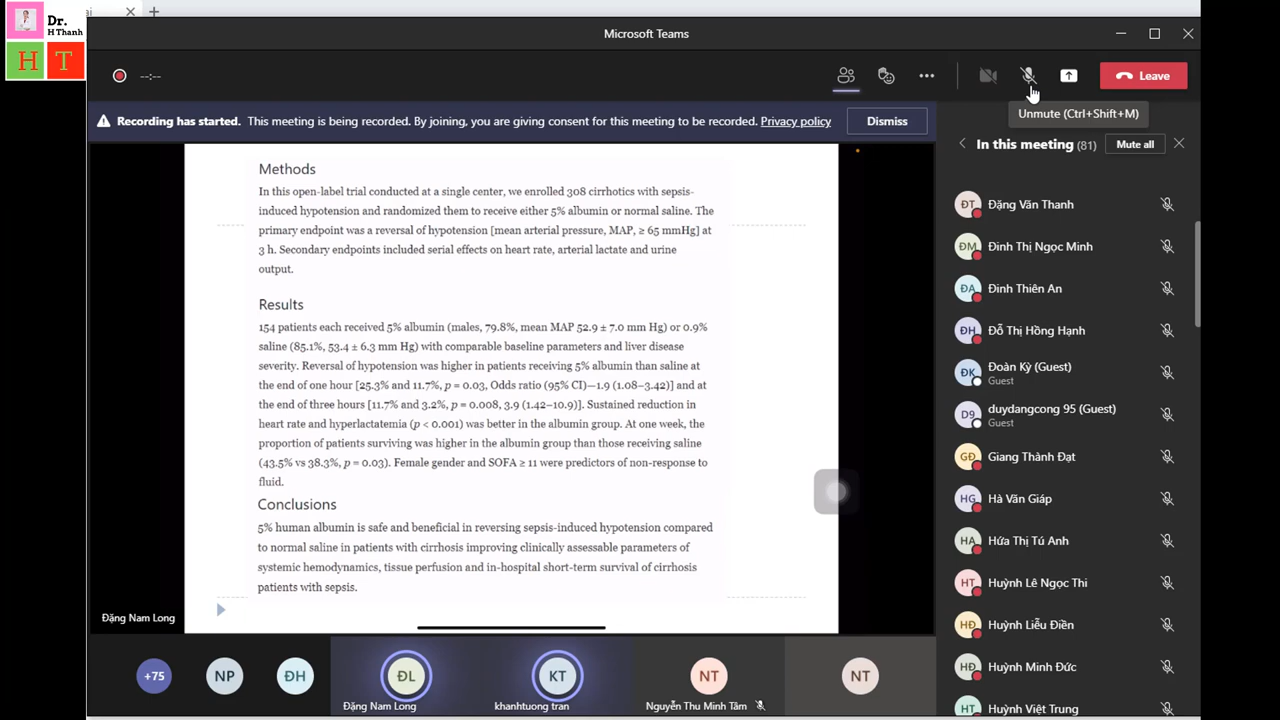 ai
Dr.
H Thanh
H T
Microsoft Teams
--:--
Leave
Unmute (Ctrl+Shift+M)
Recording has started. This meeting is being recorded. By joining, you are giving consent for this meeting to be recorded. Privacy policy
Dismiss
In this meeting (81)
Mute all
Methods
In this open-label trial conducted at a single center, we enrolled 308 cirrhotics with sepsis-
induced hypotension and randomized them to receive either 5% albumin or normal saline. The
primary endpoint was a reversal of hypotension [mean arterial pressure, MAP, ≥ 65 mmHg] at
3 h. Secondary endpoints included serial effects on heart rate, arterial lactate and urine
output.
Results
154 patients each received 5% albumin (males, 79.8%, mean MAP 52.9 ± 7.0 mm Hg) or 0.9%
saline (85.1%, 53.4 ± 6.3 mm Hg) with comparable baseline parameters and liver disease
severity. Reversal of hypotension was higher in patients receiving 5% albumin than saline at
the end of one hour [25.3% and 11.7%, p = 0.03, Odds ratio (95% CI)—1.9 (1.08–3.42)] and at
the end of three hours [11.7% and 3.2%, p = 0.008, 3.9 (1.42–10.9)]. Sustained reduction in
heart rate and hyperlactatemia (p < 0.001) was better in the albumin group. At one week, the
proportion of patients surviving was higher in the albumin group than those receiving saline
(43.5% vs 38.3%, p = 0.03). Female gender and SOFA ≥ 11 were predictors of non-response to
fluid.
Conclusions
5% human albumin is safe and beneficial in reversing sepsis-induced hypotension compared
to normal saline in patients with cirrhosis improving clinically assessable parameters of
systemic hemodynamics, tissue perfusion and in-hospital short-term survival of cirrhosis
patients with sepsis.
Đặng Nam Long
ĐT Đặng Văn Thanh
ĐM Đinh Thị Ngọc Minh
ĐA Đinh Thiên An
ĐH Đỗ Thị Hồng Hạnh
ĐK Đoàn Kỳ (Guest)
Guest
D9 duydangcong 95 (Guest)
Guest
GĐ Giang Thành Đạt
HG Hà Văn Giáp
HA Hứa Thị Tú Anh
HT Huỳnh Lê Ngọc Thi
HĐ Huỳnh Liễu Điền
HĐ Huỳnh Minh Đức
HT Huỳnh Việt Trung
+75 NP ĐH ĐL KT NT NT
Đặng Nam Long
khanhtuong tran
Nguyễn Thu Minh Tâm